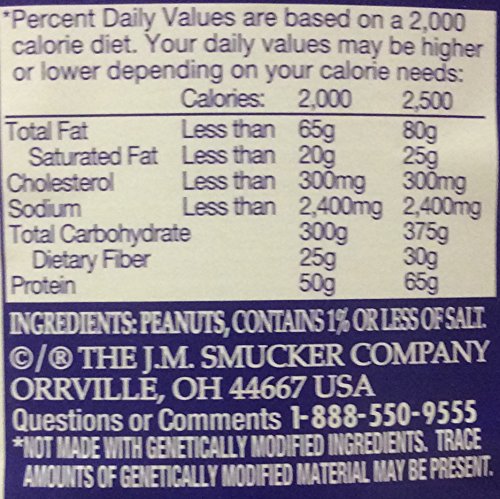 *Percent Daily Values are based on a 2,000
calorie diet. Your daily values may be higher
or lower depending on your calorie needs:
Calories: 2,000 2,500
Total Fat Less than 65g 80g
Saturated Fat Less than 20g 25g
Cholesterol Less than 300mg 300mg
Sodium Less than 2,400mg 2,400mg
Total Carbohydrate 300g 375g
Dietary Fiber 25g 30g
Protein 50g 65g
INGREDIENTS: PEANUTS, CONTAINS 1% OR LESS OF SALT.
©/® THE J.M. SMUCKER COMPANY
ORRVILLE, OH 44667 USA
Questions or Comments 1-888-550-9555
*NOT MADE WITH GENETICALLY MODIFIED INGREDIENTS. TRACE
AMOUNTS OF GENETICALLY MODIFIED MATERIAL MAY BE PRESENT.